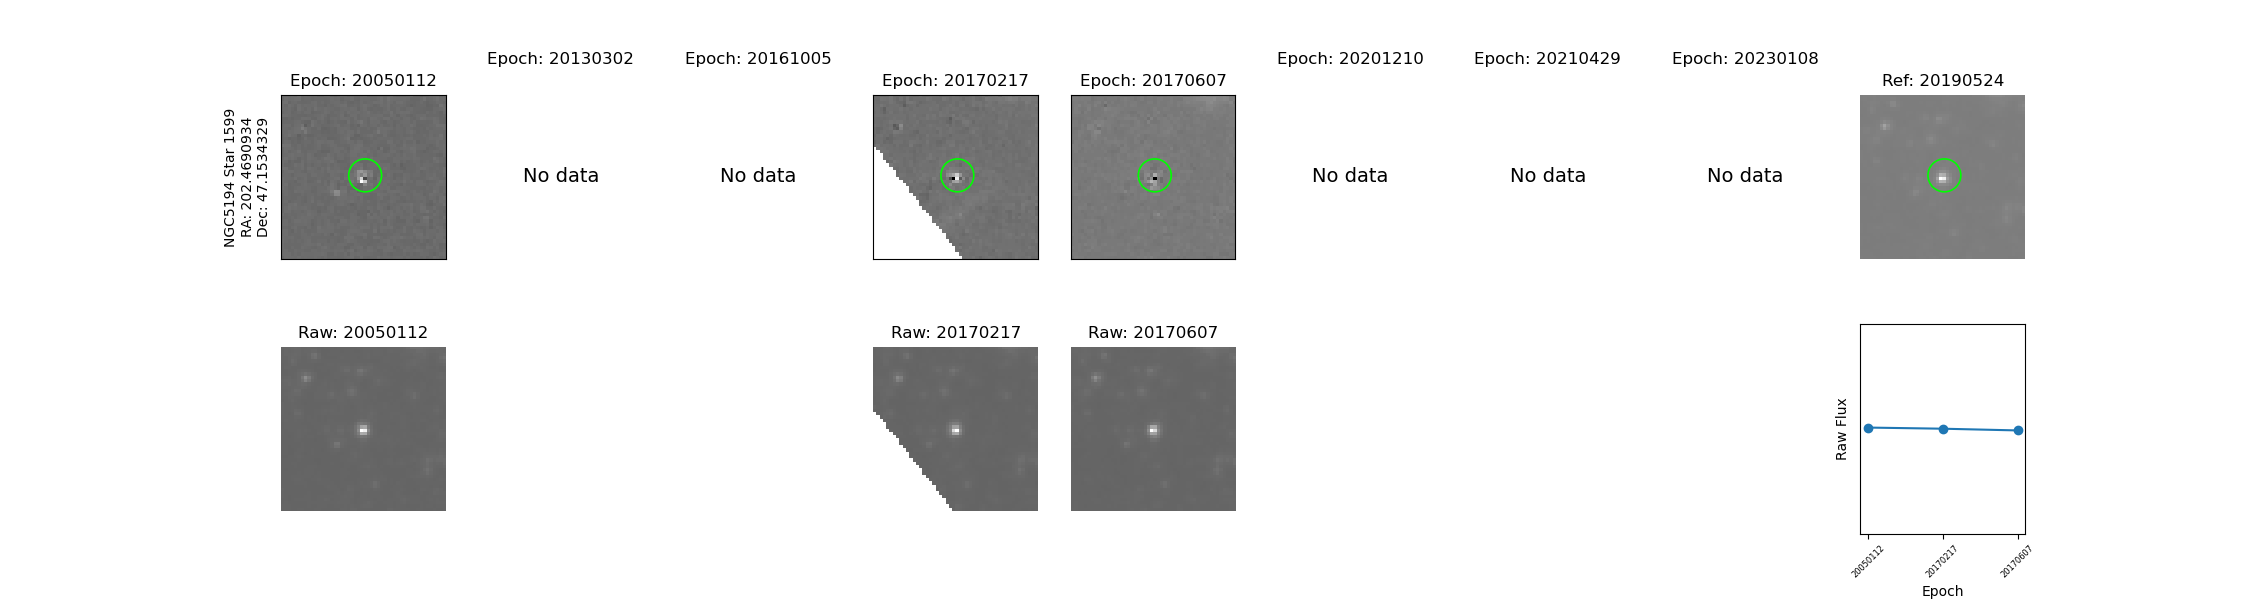 Epoch: 20130302
Epoch: 20161005
Epoch: 20201210
Epoch: 20210429
Epoch: 20230108
Epoch: 20050112
Epoch: 20170217
Epoch: 20170607
Ref: 20190524
NGC5194 Star 1599
RA: 202.4690934
Dec: 47.1534329
No data
No data
No data
No data
No data
Raw: 20050112
Raw: 20170217
Raw: 20170607
Raw Flux
20050112
20170217
20170607
Epoch